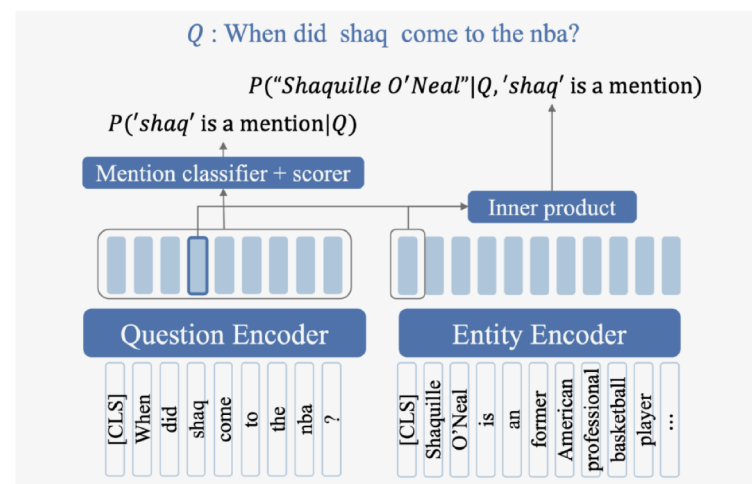 Q : When did shaq come to the nba?
P(“Shaquille O′Neal”|Q,′shaq′ is a mention)
P(′shaq′ is a mention|Q)
Mention classifier + scorer
Inner product
Question Encoder
Entity Encoder
[CLS]
When
did
shaq
come
to
the
nba
?
[CLS]
Shaquille
O’Neal
is
an
former
American
professional
basketball
player
...